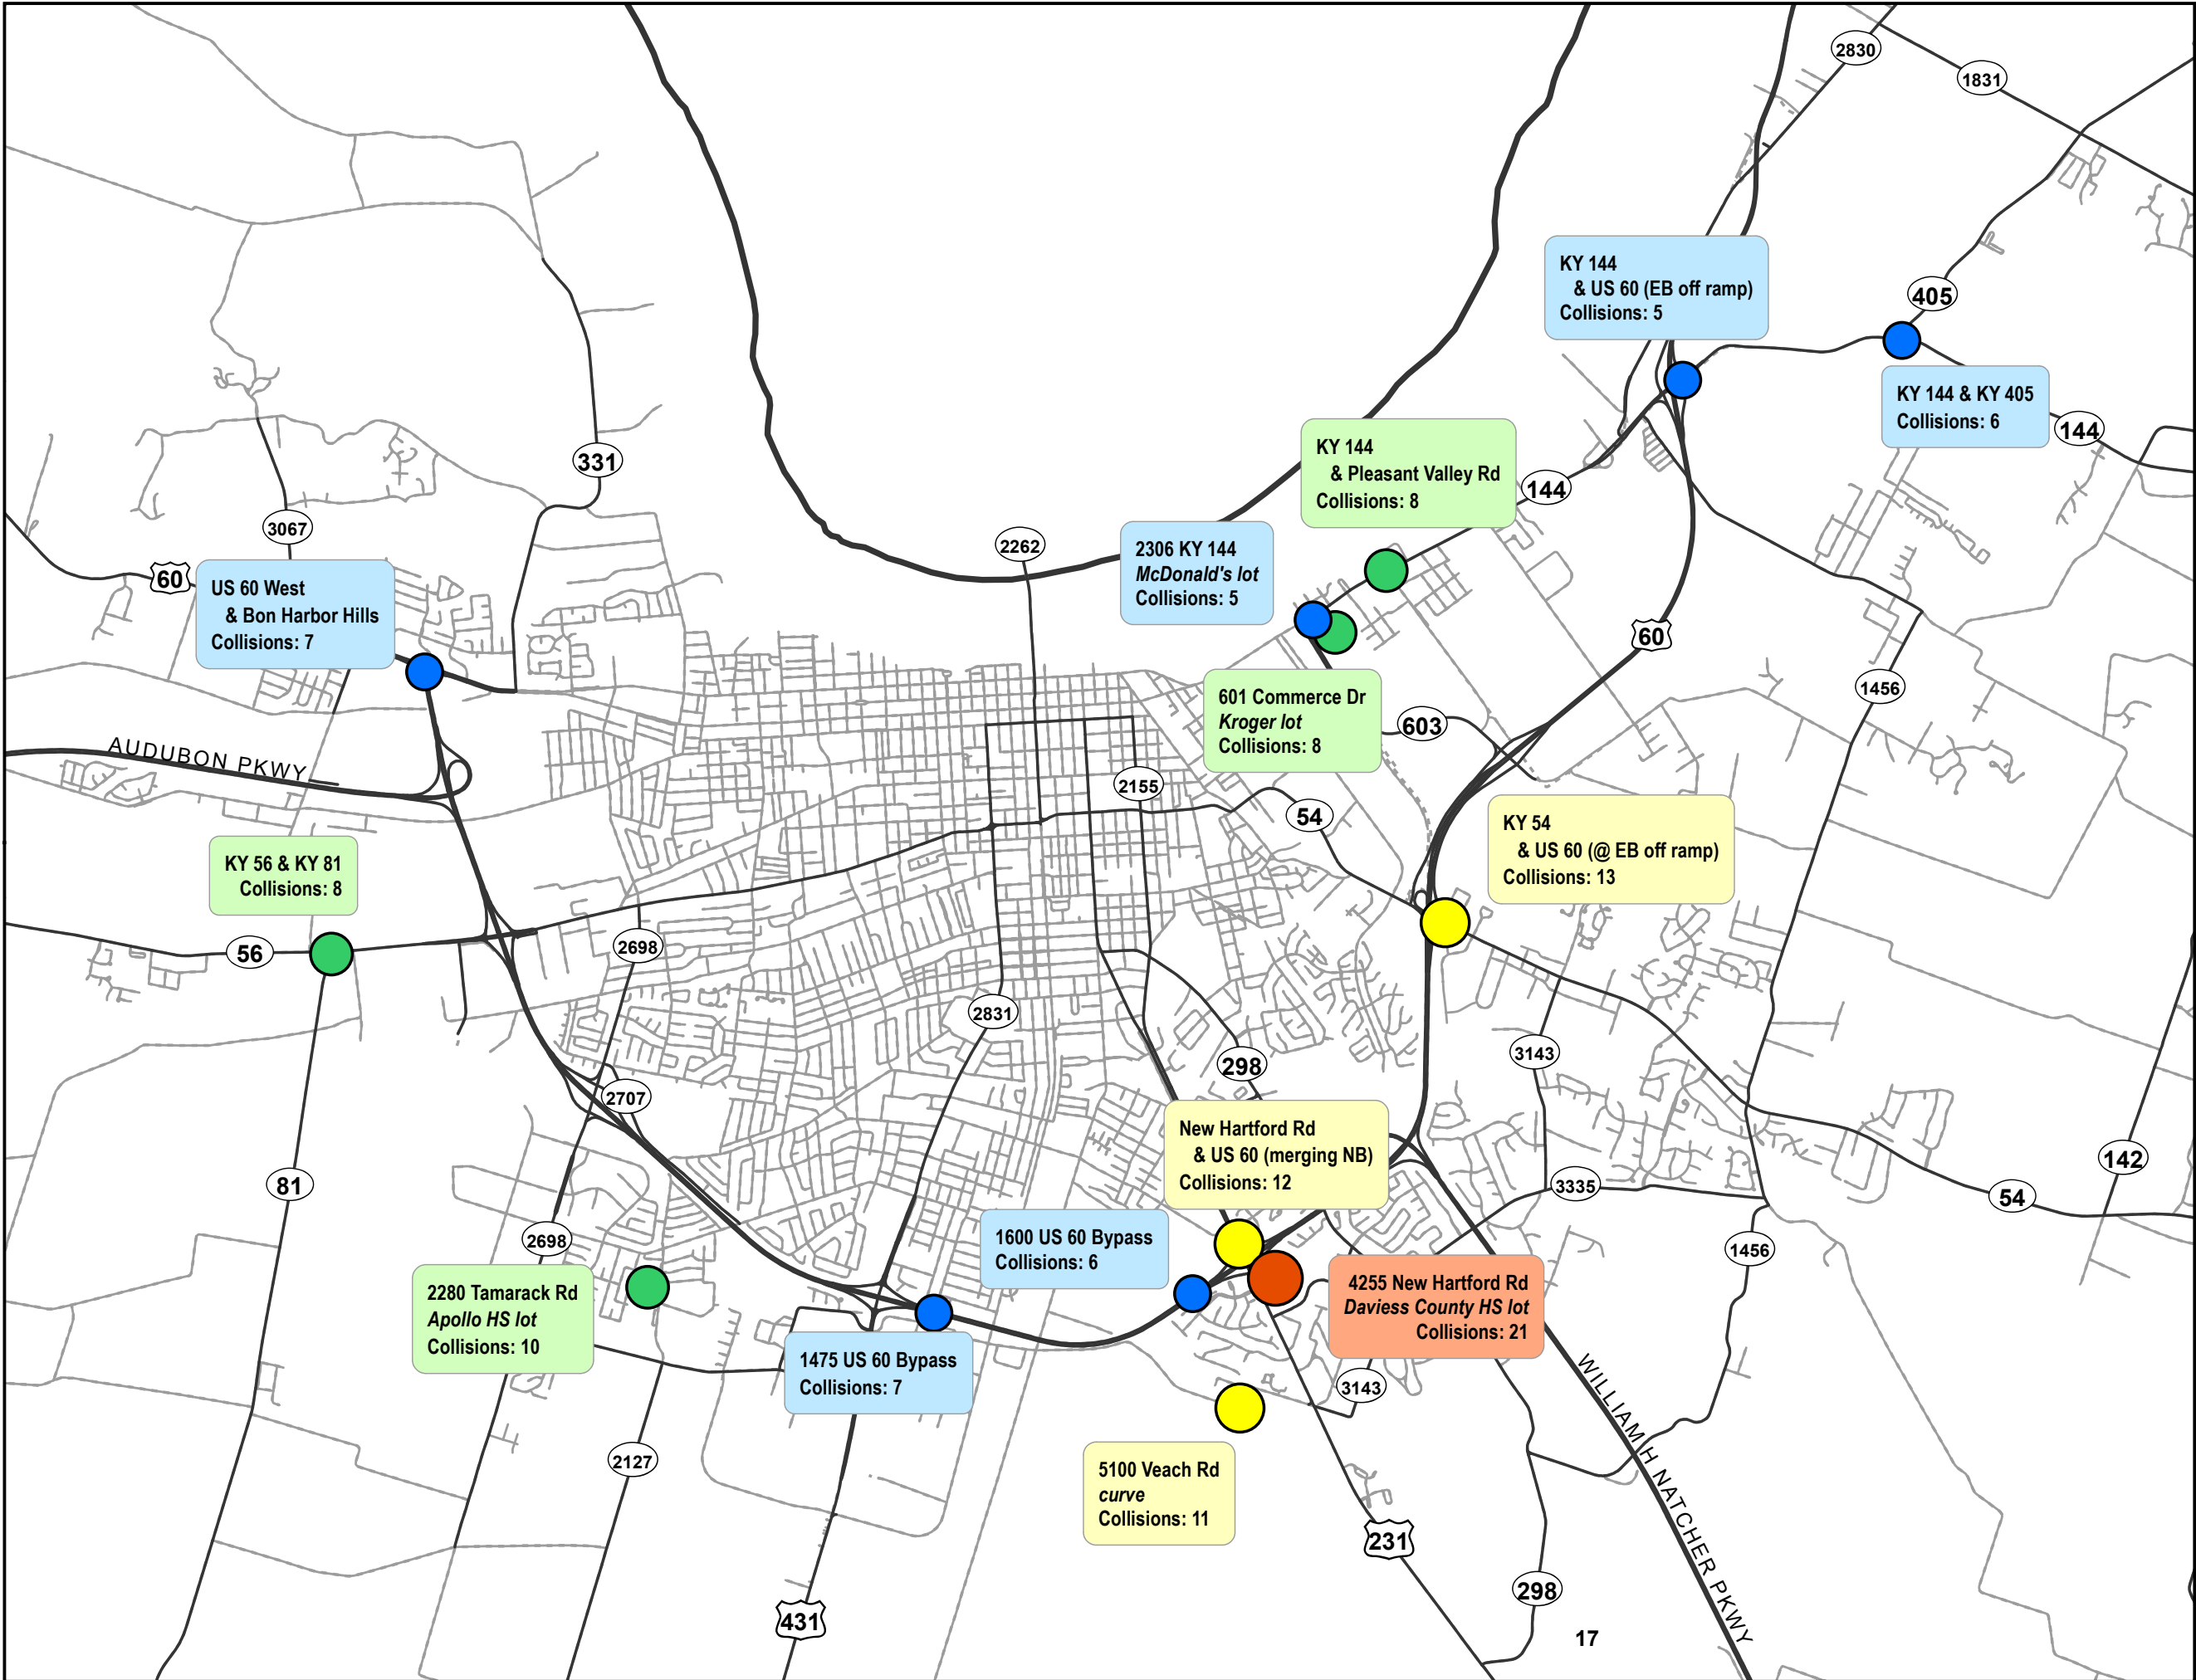 2830
1831
KY 144
& US 60 (EB off ramp)
Collisions: 5
405
KY 144 & KY 405
Collisions: 6
144
331
KY 144
& Pleasant Valley Rd
Collisions: 8
144
3067
2262
2306 KY 144
McDonald's lot
Collisions: 5
60
US 60 West
& Bon Harbor Hills
Collisions: 7
60
601 Commerce Dr
Kroger lot
Collisions: 8
603
1456
AUDUBON PKWY
2155
54
KY 54
& US 60 (@ EB off ramp)
Collisions: 13
KY 56 & KY 81
Collisions: 8
56
2698
2831
298
3143
2707
New Hartford Rd
& US 60 (merging NB)
Collisions: 12
142
81
3335
54
2698
1600 US 60 Bypass
Collisions: 6
1456
2280 Tamarack Rd
Apollo HS lot
Collisions: 10
4255 New Hartford Rd
Daviess County HS lot
Collisions: 21
1475 US 60 Bypass
Collisions: 7
3143
WILLIAM H NATCHER PKWY
2127
5100 Veach Rd
curve
Collisions: 11
231
298
431
17